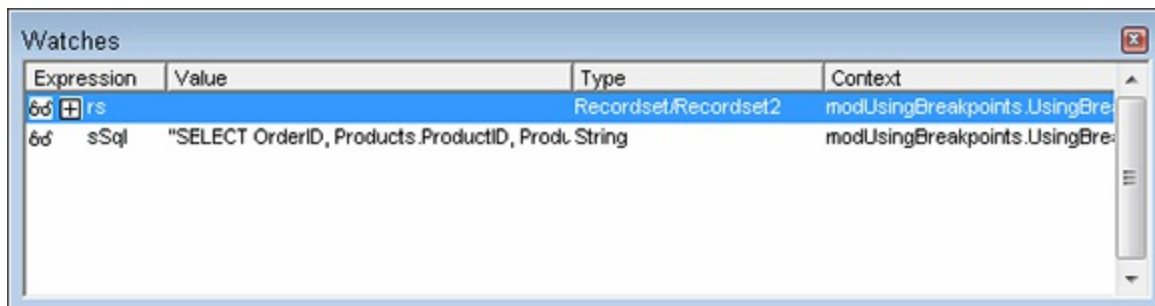 Watches
Expression Value Type Context
rs Recordset/Recordset2 modUsingBreakpoints.UsingBrea
sSql "SELECT OrderID, Products.ProductID, Produ String modUsingBreakpoints.UsingBrea